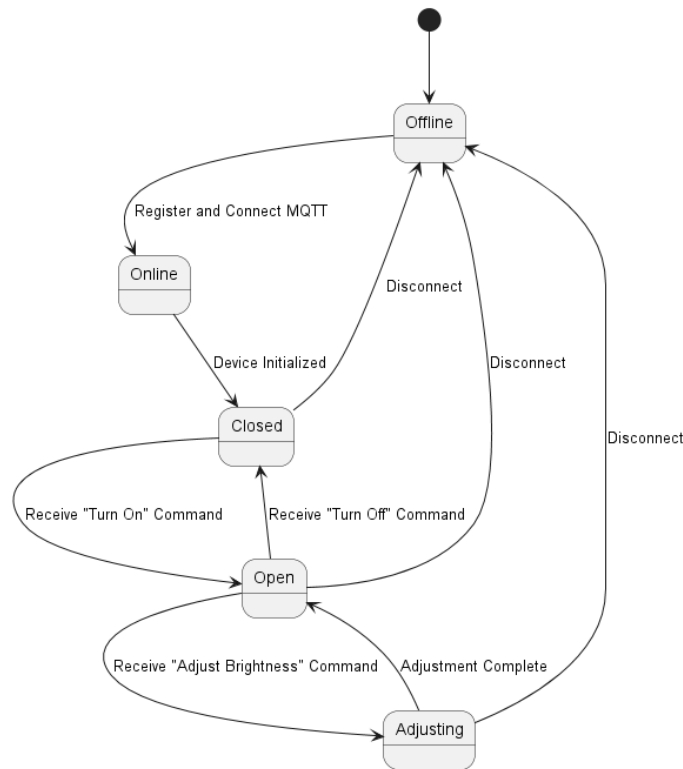 Offline
Register and Connect MQTT
Online
Disconnect
Device Initialized
Disconnect
Closed
Disconnect
Receive "Turn On" Command
Receive "Turn Off" Command
Open
Receive "Adjust Brightness" Command
Adjustment Complete
Adjusting